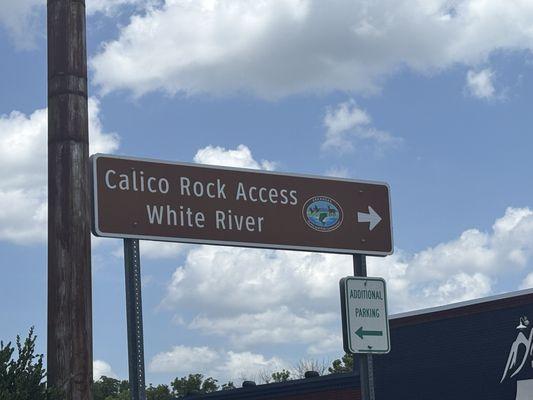 Calico Rock Access
White River
ADDITIONAL
PARKING